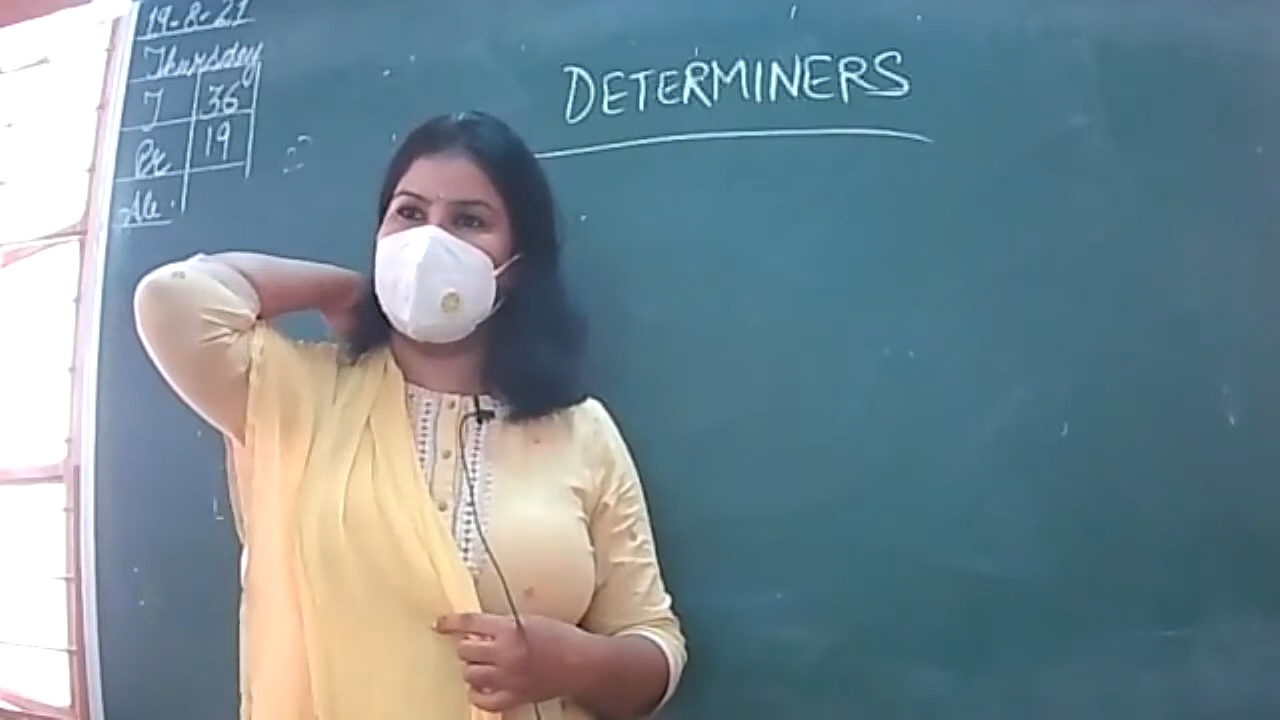 19-8-21
Thursday
T 36
Pr 19
Ab.
DETERMINERS